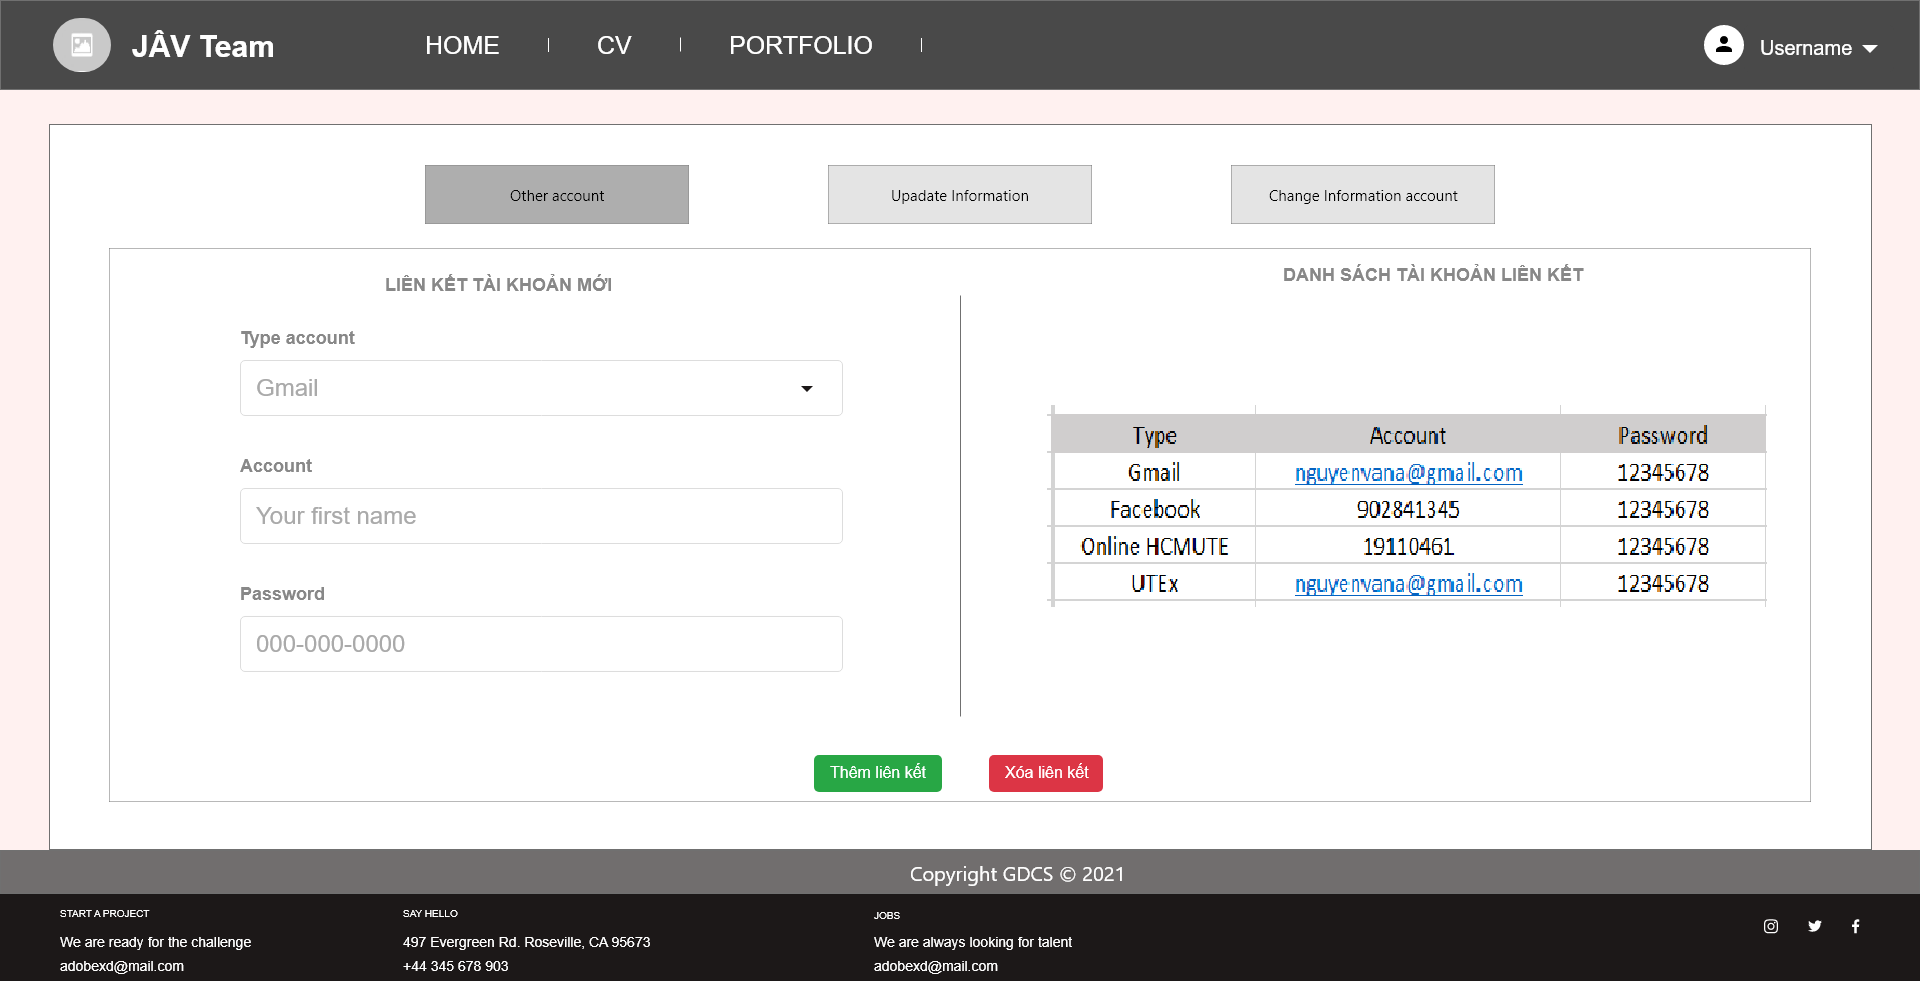 JÂV Team
HOME
CV
PORTFOLIO
Username
Other account
Upadate Information
Change Information account
LIÊN KẾT TÀI KHOẢN MỚI
Type account
Gmail
Account
Your first name
Password
000-000-0000
DANH SÁCH TÀI KHOẢN LIÊN KẾT
Type Account Password
Gmail nguyenvana@gmail.com 12345678
Facebook 902841345 12345678
Online HCMUTE 19110461 12345678
UTEx nguyenvana@gmail.com 12345678
Thêm liên kết
Xóa liên kết
Copyright GDCS © 2021
START A PROJECT
We are ready for the challenge
adobexd@mail.com
SAY HELLO
497 Evergreen Rd. Roseville, CA 95673
+44 345 678 903
JOBS
We are always looking for talent
adobexd@mail.com